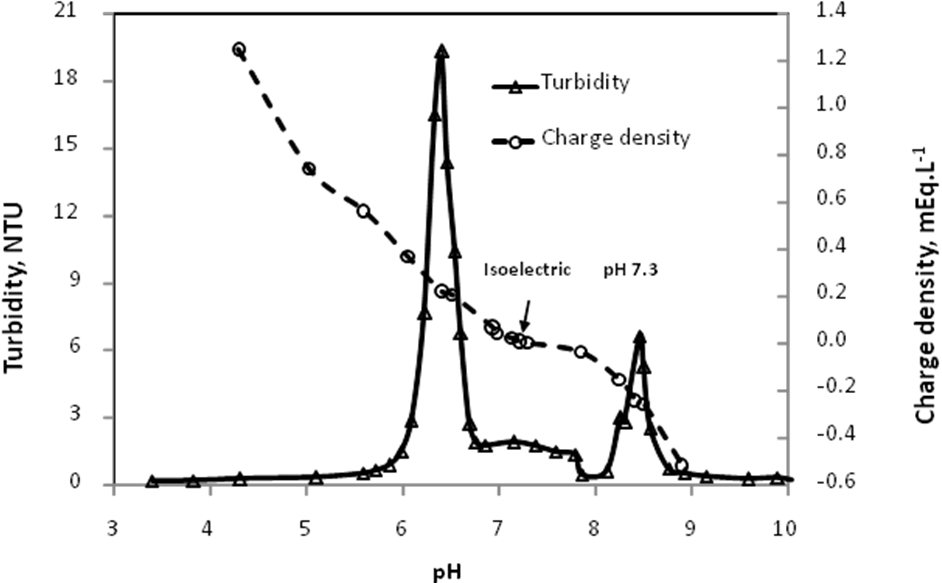 21
18
15
12
9
6
3
0
Turbidity, NTU
1.4
1.2
1.0
0.8
0.6
0.4
0.2
0.0
-0.2
-0.4
-0.6
Charge density, mEq.L-1
Turbidity
Charge density
Isoelectric pH 7.3
3 4 5 6 7 8 9 10
pH